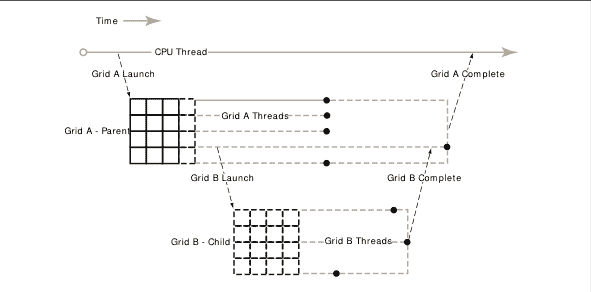 Time
CPU Thread
Grid A Launch
Grid A Complete
Grid A Threads
Grid A - Parent
Grid B Launch
Grid B Complete
Grid B - Child
Grid B Threads